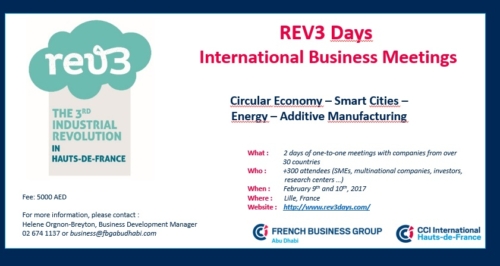 rev3
THE 3RD
INDUSTRIAL
REVOLUTION
IN
HAUTS-DE-FRANCE
Fee: 5000 AED
For more information, please contact :
Helene Orgnon-Breyton, Business Development Manager
02 674 1137 or business@fbgabudhabi.com
REV3 Days
International Business Meetings
Circular Economy – Smart Cities –
Energy – Additive Manufacturing
What : 2 days of one-to-one meetings with companies from over
30 countries
Who : +300 attendees (SMEs, multinational companies, investors,
research centers ...)
When : February 9th and 10th, 2017
Where : Lille, France
Website : http://www.rev3days.com/
FRENCH BUSINESS GROUP
Abu Dhabi
CCI INTERNATIONAL
Hauts-de-France